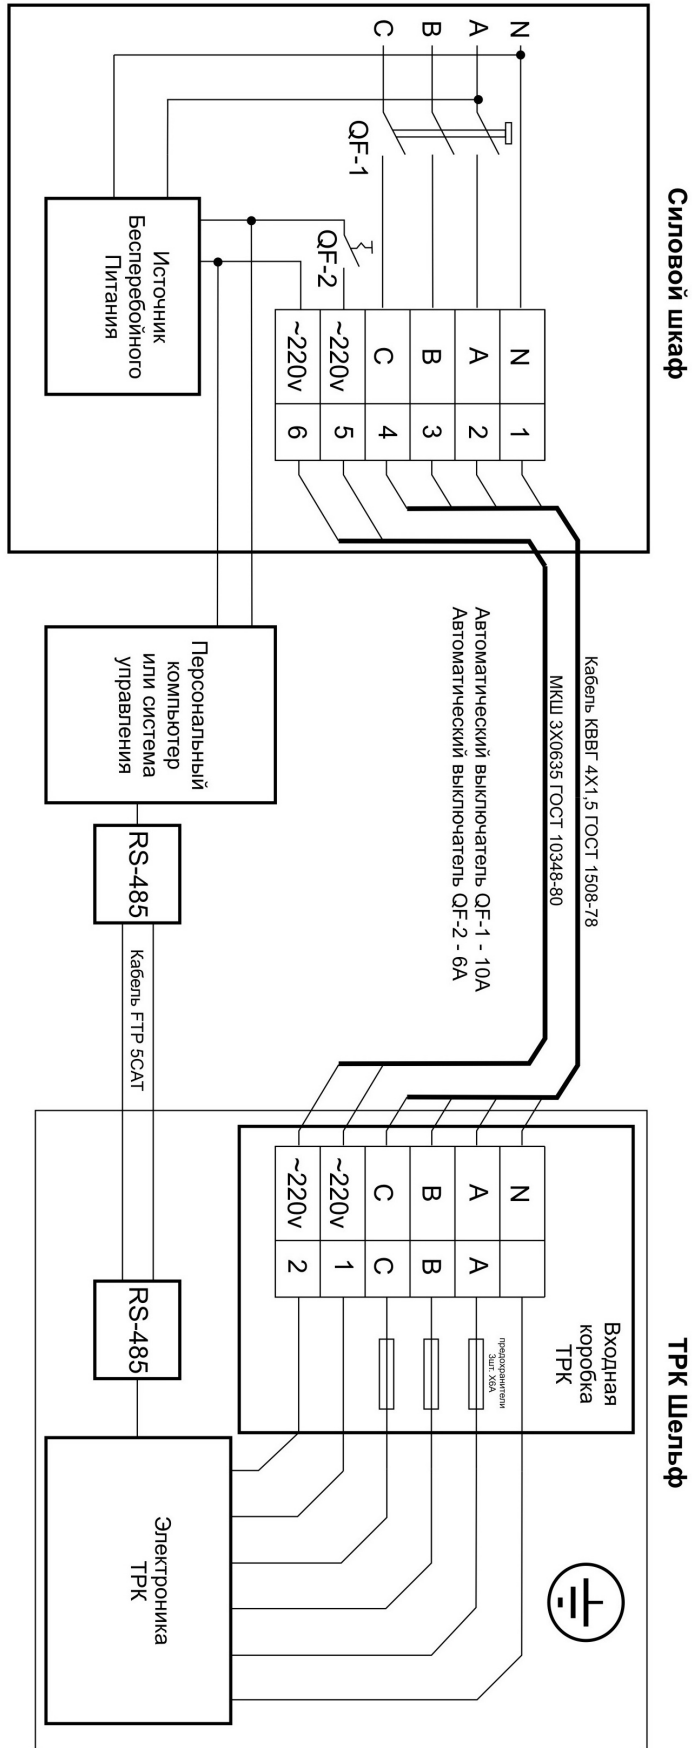 Силовой шкаф
N
A
B
C
QF-1
QF-2
Источник
Бесперебойного
Питания
N
A
B
C
~220v
~220v
1
2
3
4
5
6
Кабель КВВГ 4Х1,5 ГОСТ 1508-78
МКШ 3Х0635 ГОСТ 10348-80
Автоматический выключатель QF-1 - 10А
Автоматический выключатель QF-2 - 6А
Персональный
компьютер
или система
управления
RS-485
Кабель FTP 5CAT
ТРК Шельф
Входная
коробка
ТРК
N
A
B
C
~220v
~220v
A
B
C
1
2
предохранители
3шт. Х6А
RS-485
Электроника
ТРК